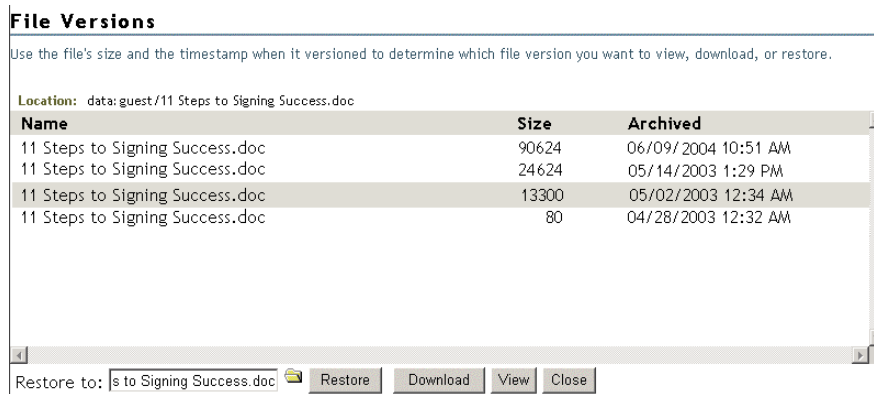 File Versions
Use the file's size and the timestamp when it versioned to determine which file version you want to view, download, or restore.
Location: data:guest/11 Steps to Signing Success.doc
Name Size Archived
11 Steps to Signing Success.doc 90624 06/09/2004 10:51 AM
11 Steps to Signing Success.doc 24624 05/14/2003 1:29 PM
11 Steps to Signing Success.doc 13300 05/02/2003 12:34 AM
11 Steps to Signing Success.doc 80 04/28/2003 12:32 AM
Restore to: s to Signing Success.doc Restore Download View Close